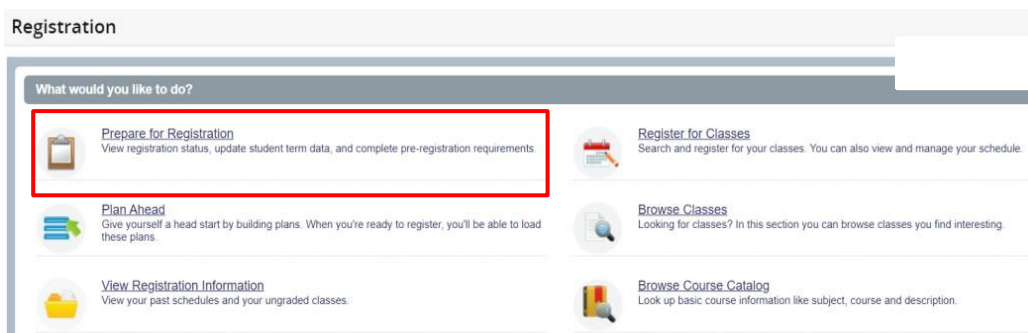 Registration
What would you like to do?
Prepare for Registration
View registration status, update student term data, and complete pre-registration requirements.
Register for Classes
Search and register for your classes. You can also view and manage your schedule.
Plan Ahead
Give yourself a head start by building plans. When you're ready to register, you'll be able to load
these plans.
Browse Classes
Looking for classes? In this section you can browse classes you find interesting.
View Registration Information
View your past schedules and your ungraded classes.
Browse Course Catalog
Look up basic course information like subject, course and description.